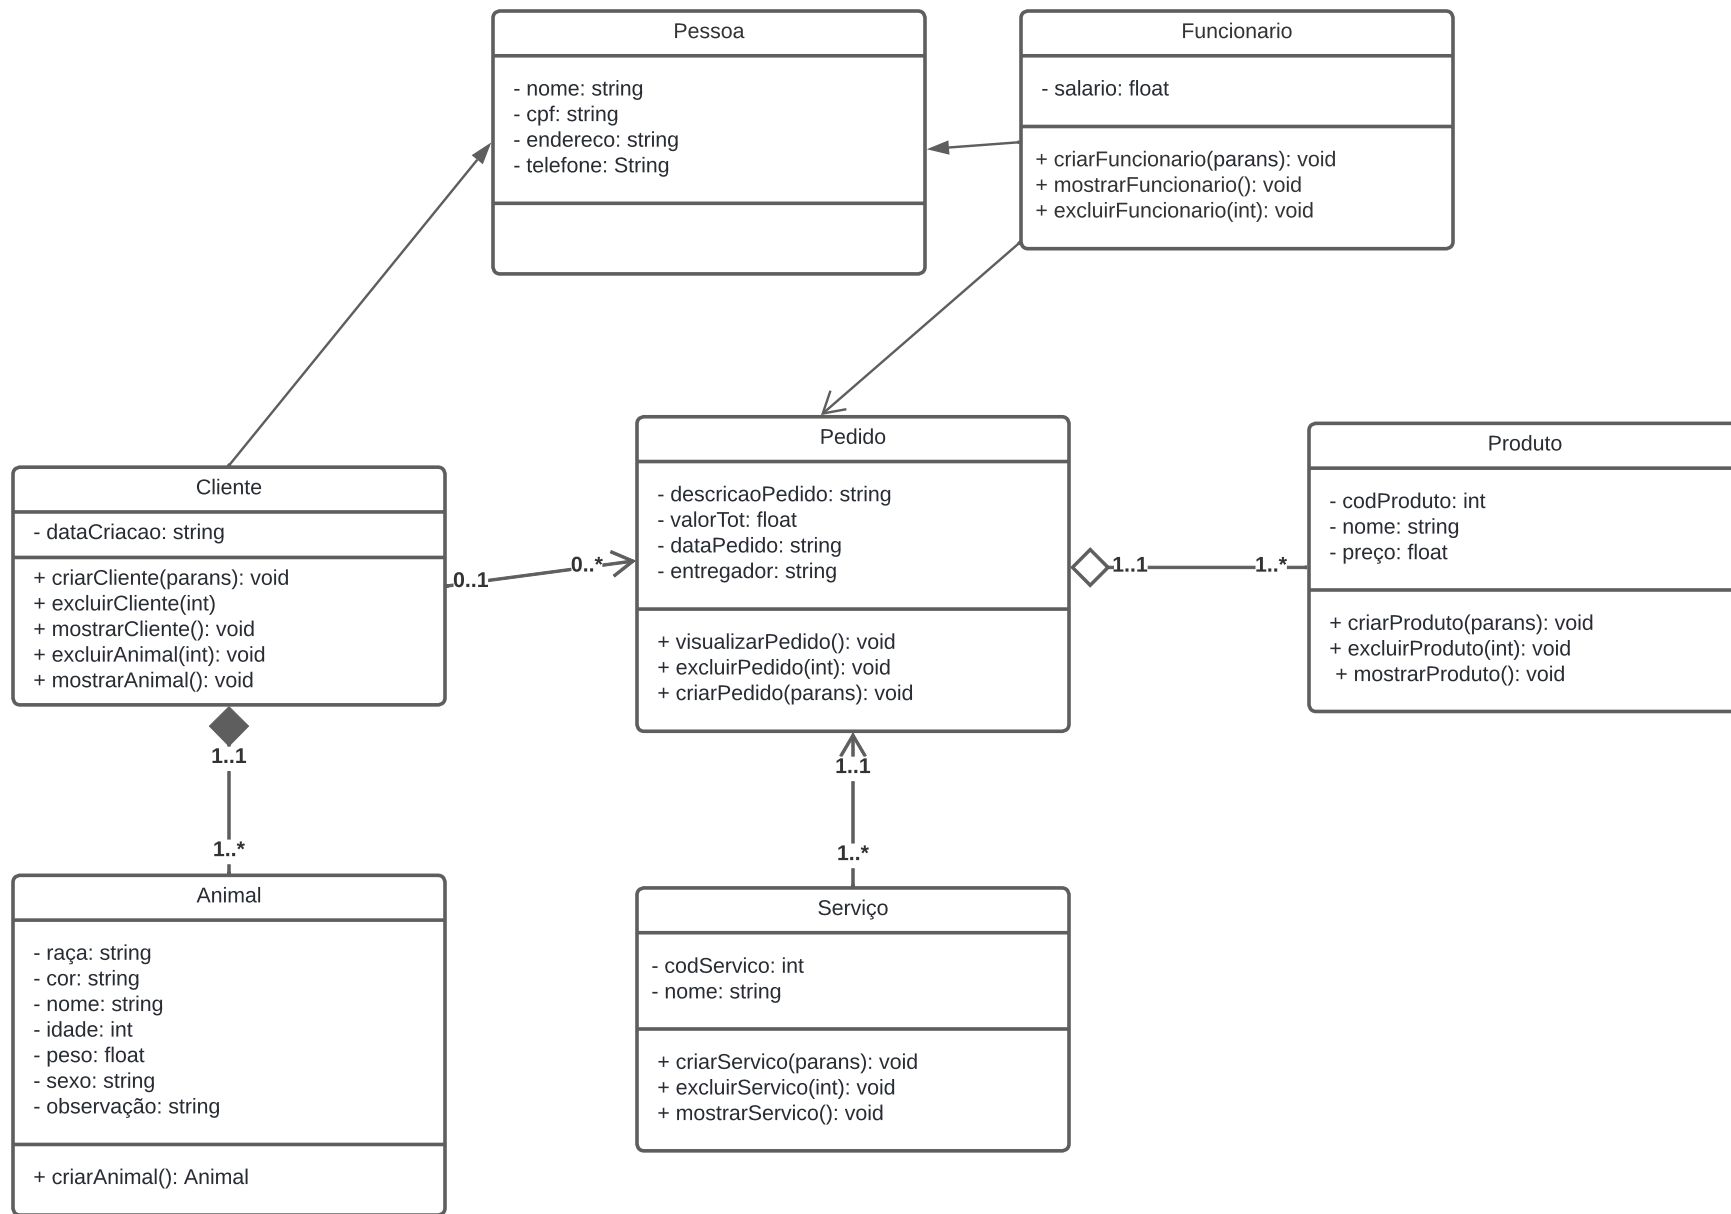 Pessoa
- nome: string
- cpf: string
- endereco: string
- telefone: String
Funcionario
- salario: float
+ criarFuncionario(parans): void
+ mostrarFuncionario(): void
+ excluirFuncionario(int): void
Cliente
- dataCriacao: string
+ criarCliente(parans): void
+ excluirCliente(int)
+ mostrarCliente(): void
+ excluirAnimal(int): void
+ mostrarAnimal(): void
0..1
0..*
Pedido
- descricaoPedido: string
- valorTot: float
- dataPedido: string
- entregador: string
+ visualizarPedido(): void
+ excluirPedido(int): void
+ criarPedido(parans): void
1..1
1..*
Produto
- codProduto: int
- nome: string
- preço: float
+ criarProduto(parans): void
+ excluirProduto(int): void
+ mostrarProduto(): void
1..1
1..*
Animal
- raça: string
- cor: string
- nome: string
- idade: int
- peso: float
- sexo: string
- observação: string
+ criarAnimal(): Animal
1..1
1..*
Serviço
- codServico: int
- nome: string
+ criarServico(parans): void
+ excluirServico(int): void
+ mostrarServico(): void